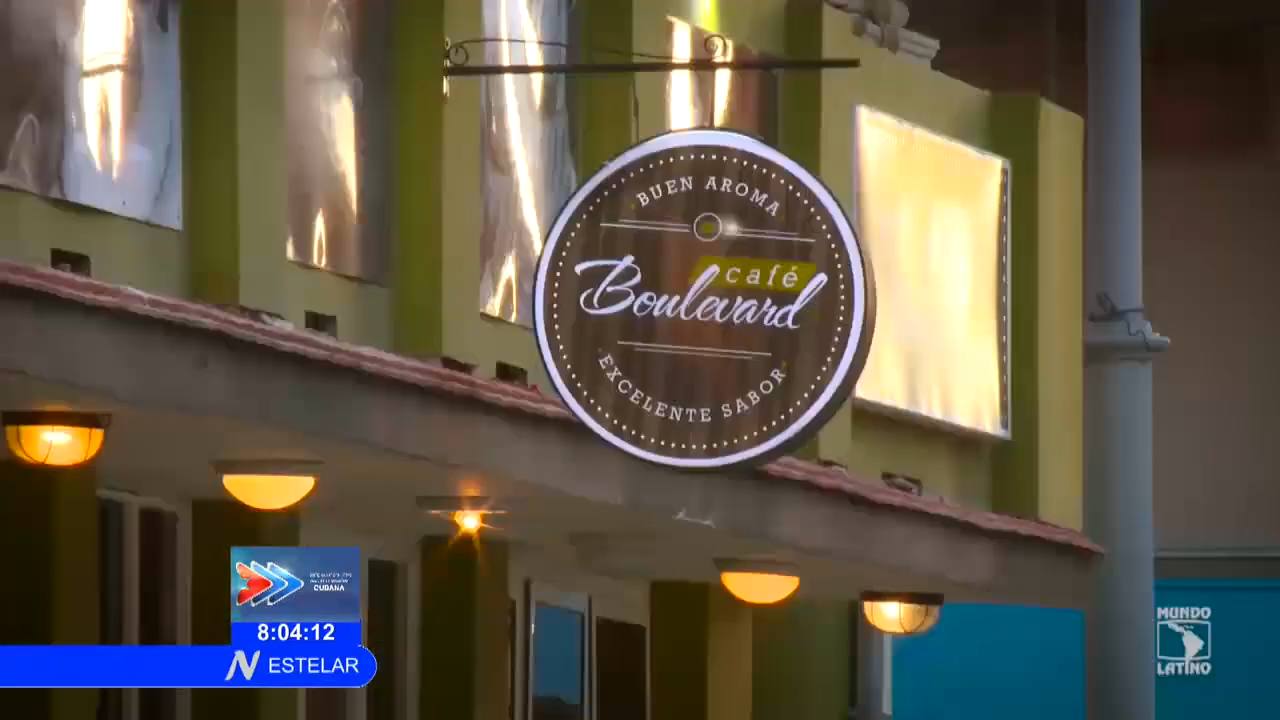 BUEN AROMA
café
Boulevard
EXCELENTE SABOR
CUBANA
8:04:12
N ESTELAR
MUNDO
LATINO